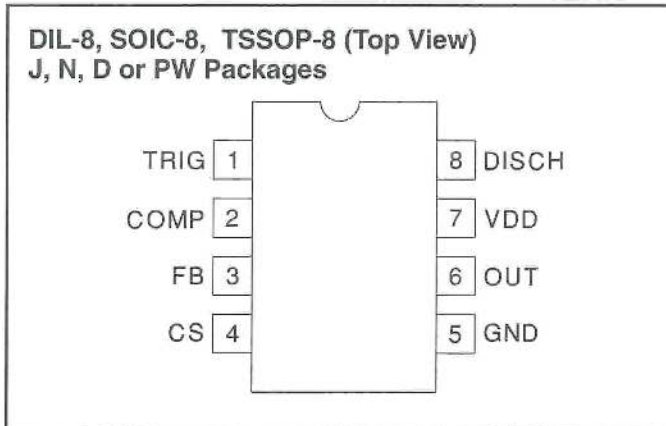 DIL-8, SOIC-8, TSSOP-8 (Top View)
J, N, D or PW Packages
TRIG 1 8 DISCH
COMP 2 7 VDD
FB 3 6 OUT
CS 4 5 GND